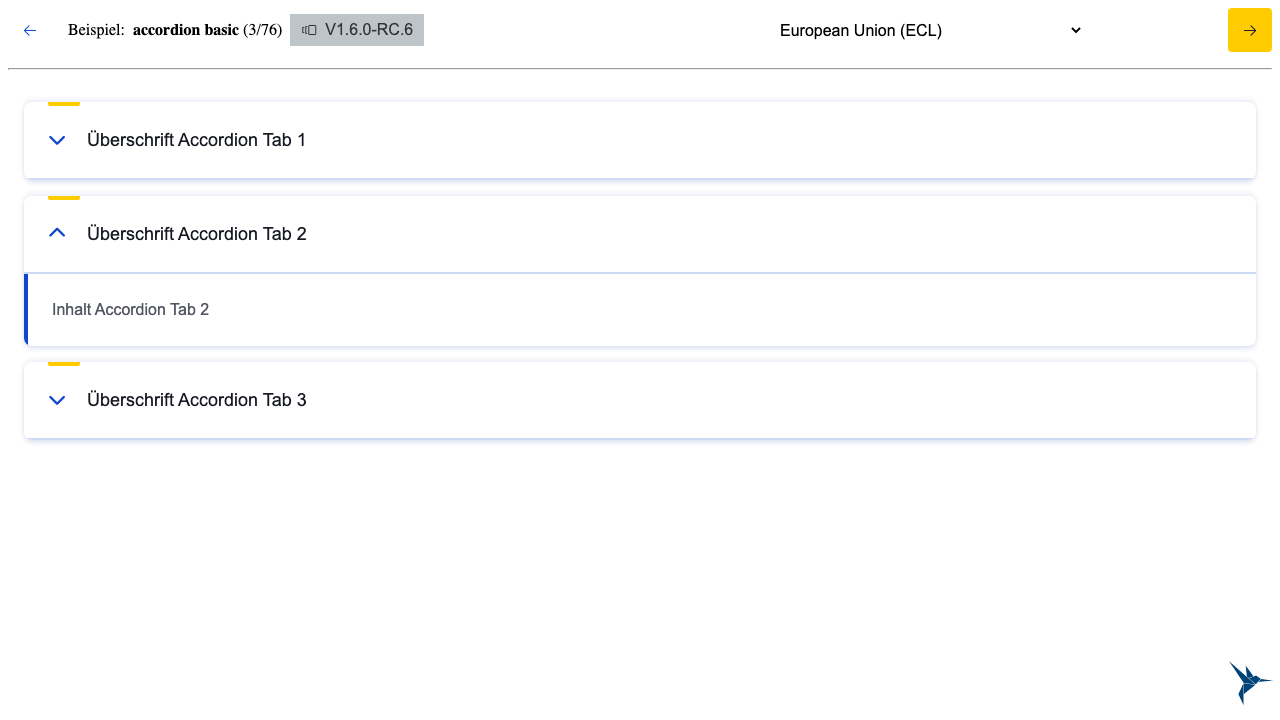 Beispiel: accordion basic (3/76) V1.6.0-RC.6 European Union (ECL)
Überschrift Accordion Tab 1
Überschrift Accordion Tab 2
Inhalt Accordion Tab 2
Überschrift Accordion Tab 3